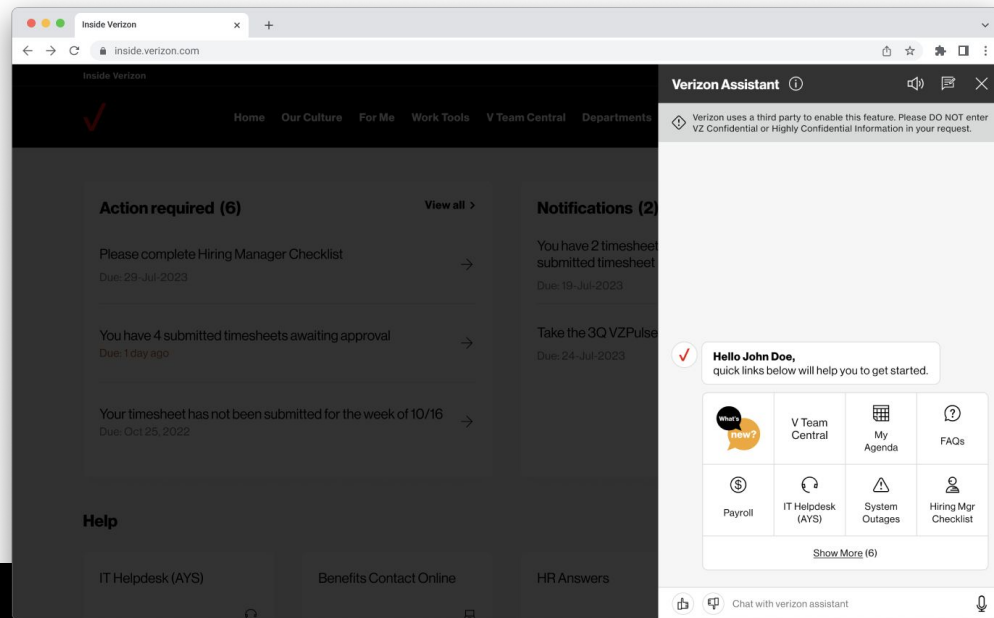 Inside Verizon
inside.verizon.com
Inside Verizon
Home Our Culture For Me Work Tools V Team Central Departments
Action required (6)
View all >
Please complete Hiring Manager Checklist
Due: 29-Jul-2023
You have 4 submitted timesheets awaiting approval
Due: 1 day ago
Your timesheet has not been submitted for the week of 10/16
Due: Oct 25, 2022
Notifications (2)
You have 2 timesheet
submitted timesheet
Due: 19-Jul-2023
Take the 3Q VZPulse
Due: 24-Jul-2023
Help
IT Helpdesk (AYS)
Benefits Contact Online
HR Answers
Verizon Assistant
Verizon uses a third party to enable this feature. Please DO NOT enter
VZ Confidential or Highly Confidential Information in your request.
Hello John Doe,
quick links below will help you to get started.
What's
new?
V Team
Central
My
Agenda
FAQs
Payroll
IT Helpdesk
(AYS)
System
Outages
Hiring Mgr
Checklist
Show More (6)
Chat with verizon assistant